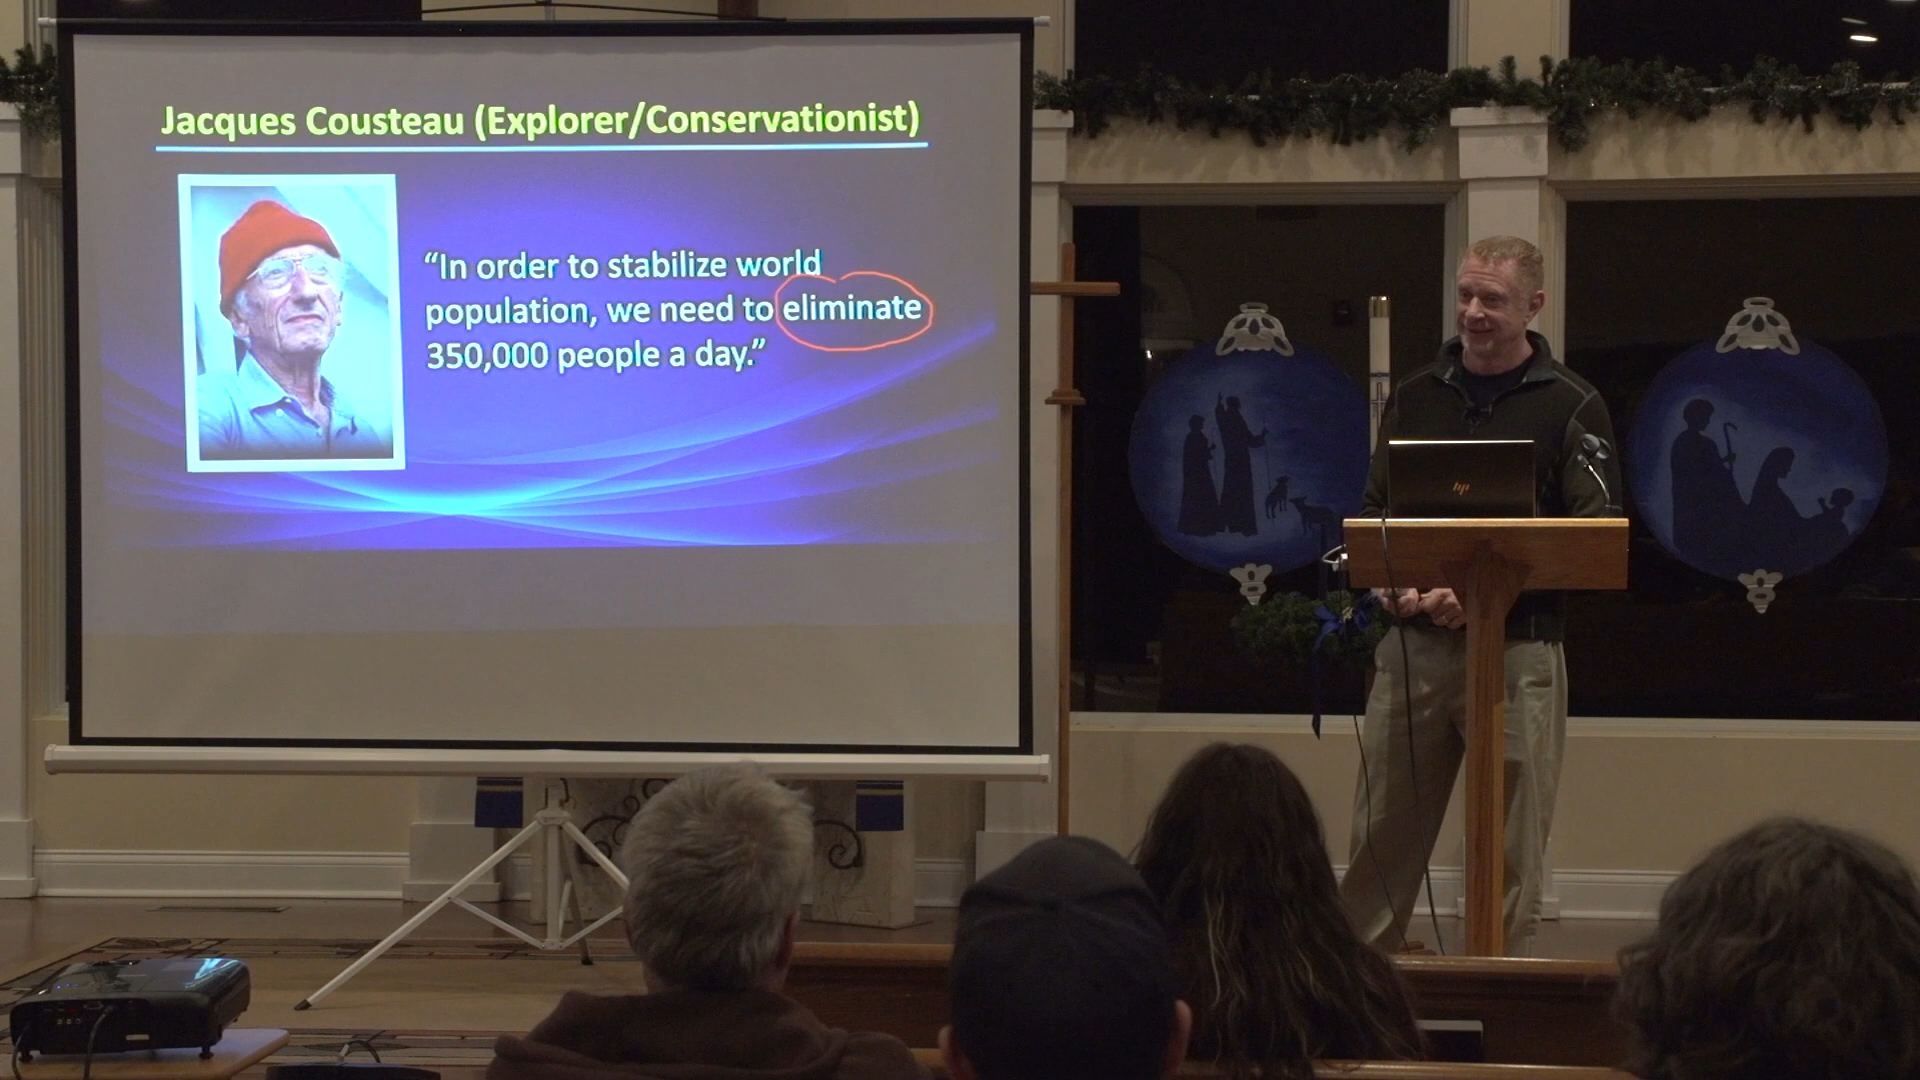 Jacques Cousteau (Explorer/Conservationist)
“In order to stabilize world
population, we need to eliminate
350,000 people a day.”
hp